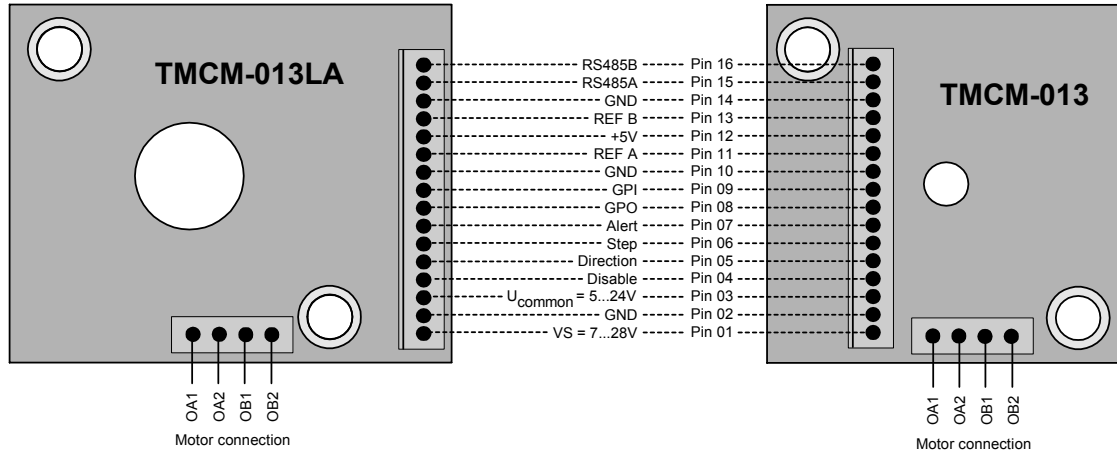 TMCM-013LA
TMCM-013
RS485B Pin 16
RS485A Pin 15
GND Pin 14
REF B Pin 13
+5V Pin 12
REF A Pin 11
GND Pin 10
GPI Pin 09
GPO Pin 08
Alert Pin 07
Step Pin 06
Direction Pin 05
Disable Pin 04
Ucommon = 5...24V Pin 03
GND Pin 02
VS = 7...28V Pin 01
OA1
OA2
OB1
OB2
Motor connection
OA1
OA2
OB1
OB2
Motor connection